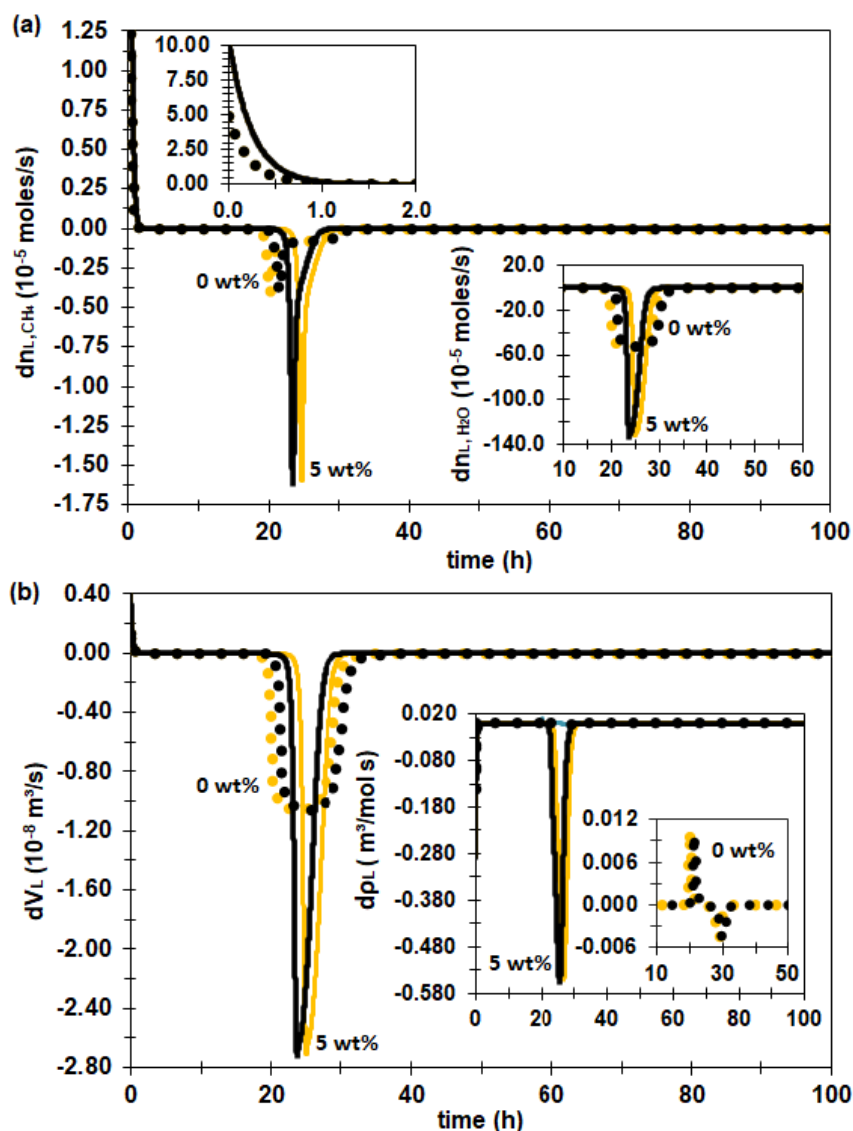 (a)
1.25
1.00
0.75
0.50
0.25
0.00
-0.25
-0.50
-0.75
-1.00
-1.25
-1.50
-1.75
dnL,CH₄ (10⁻⁵ moles/s)
10.00
7.50
5.00
2.50
0.00
0.0 1.0 2.0
0 wt%
5 wt%
20.0
-20.0
-60.0
-100.0
-140.0
dnL, H₂O (10⁻⁵ moles/s)
0 wt%
5 wt%
10 20 30 40 50 60
0 20 40 60 80 100
time (h)
(b)
0.40
0.00
-0.40
-0.80
-1.20
-1.60
-2.00
-2.40
-2.80
dVL (10⁻⁸ m³/s)
0 wt%
5 wt%
0.020
-0.080
-0.180
-0.280
-0.380
-0.480
-0.580
dρL ( m³/mol s)
5 wt%
0 20 40 60 80 100
0.012
0.006
0.000
-0.006
0 wt%
10 30 50
0 20 40 60 80 100
time (h)